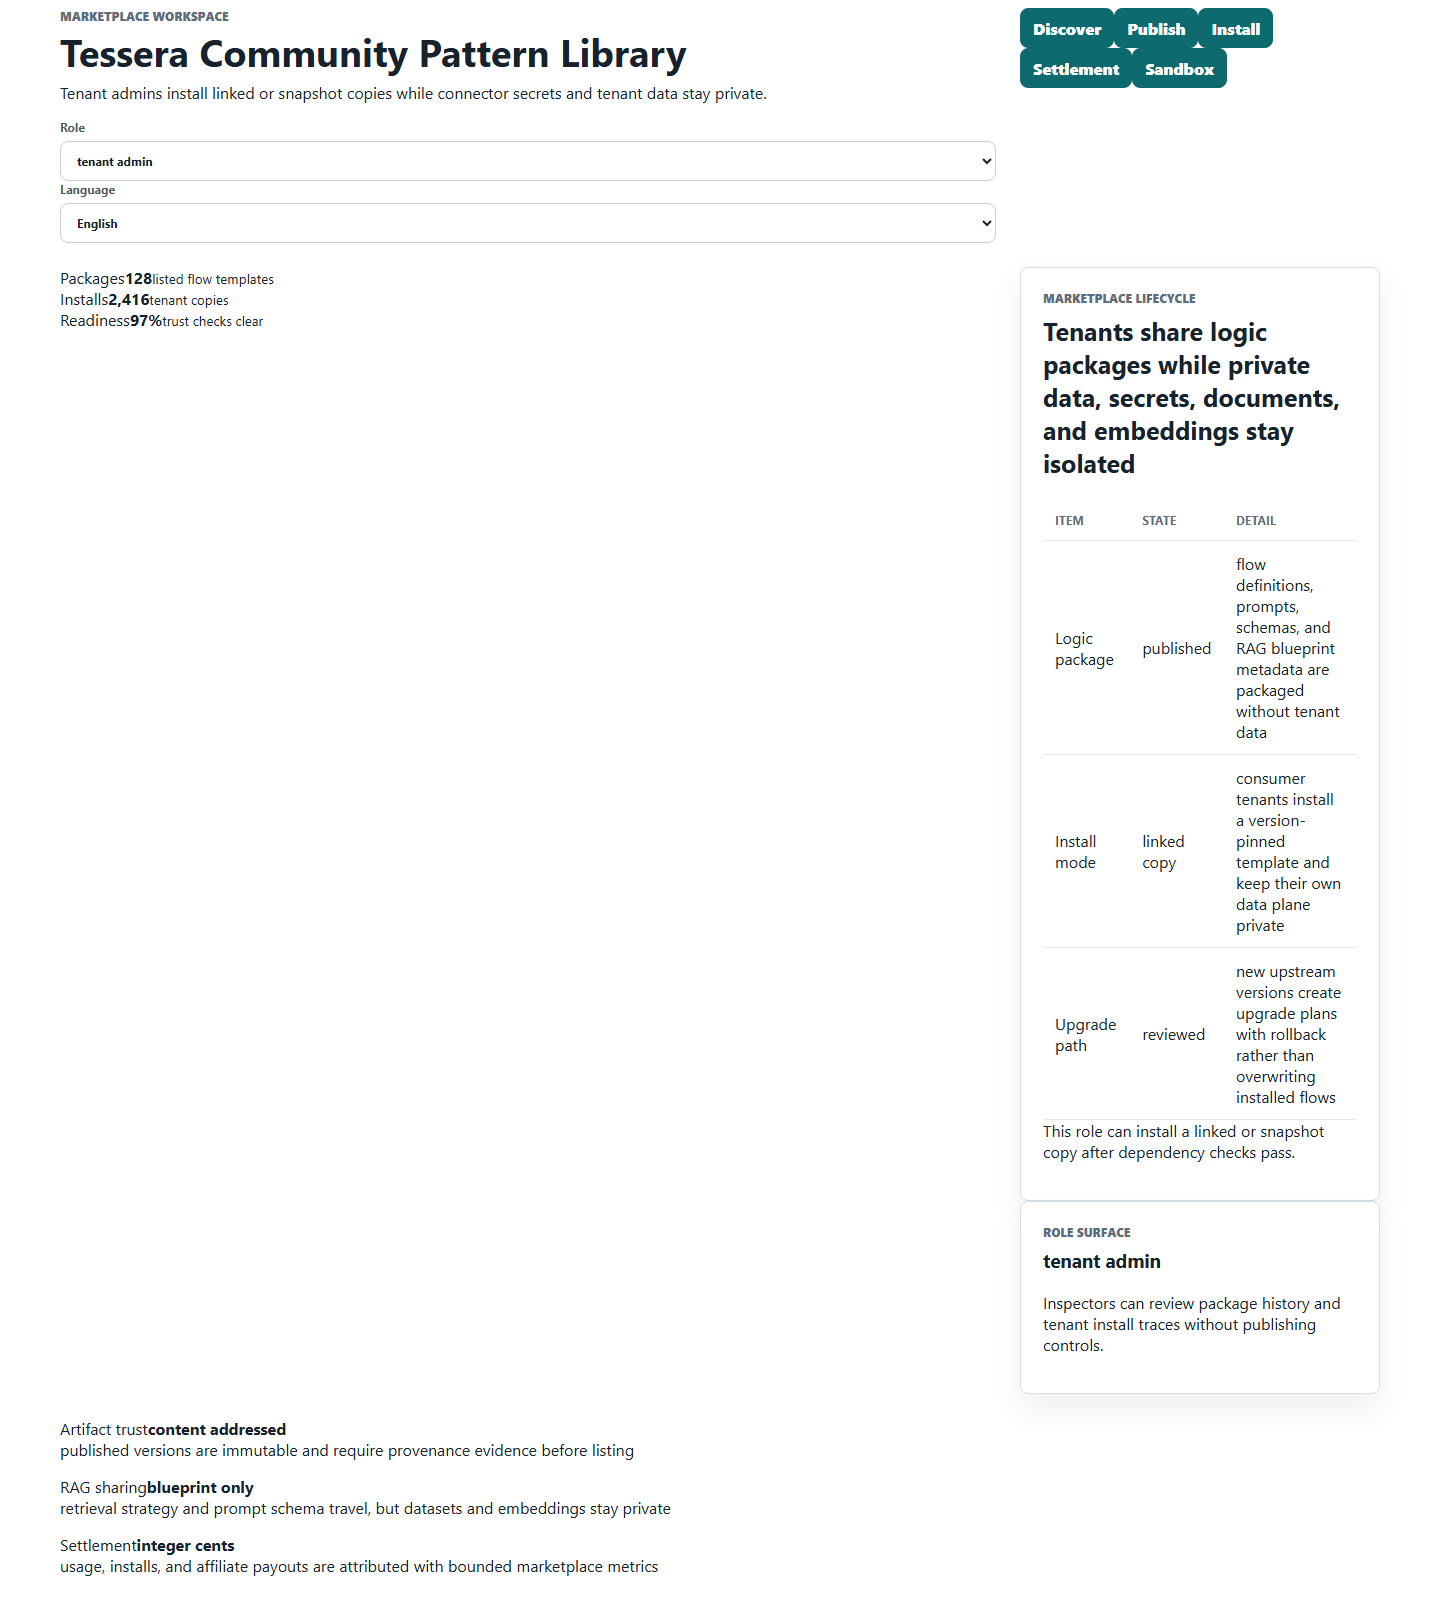 MARKETPLACE WORKSPACE
Tessera Community Pattern Library
Tenant admins install linked or snapshot copies while connector secrets and tenant data stay private.
Role
tenant admin
Language
English
Discover
Publish
Install
Settlement
Sandbox
Packages128listed flow templates
Installs2,416tenant copies
Readiness97%trust checks clear
MARKETPLACE LIFECYCLE
Tenants share logic
packages while private
data, secrets, documents,
and embeddings stay
isolated
ITEM STATE DETAIL
Logic
package
published
flow
definitions,
prompts,
schemas, and
RAG blueprint
metadata are
packaged
without tenant
data
Install
mode
linked
copy
consumer
tenants install
a version-
pinned
template and
keep their own
data plane
private
Upgrade
path
reviewed
new upstream
versions create
upgrade plans
with rollback
rather than
overwriting
installed flows
This role can install a linked or snapshot
copy after dependency checks pass.
ROLE SURFACE
tenant admin
Inspectors can review package history and
tenant install traces without publishing
controls.
Artifact trustcontent addressed
published versions are immutable and require provenance evidence before listing
RAG sharingblueprint only
retrieval strategy and prompt schema travel, but datasets and embeddings stay private
Settlementinteger cents
usage, installs, and affiliate payouts are attributed with bounded marketplace metrics